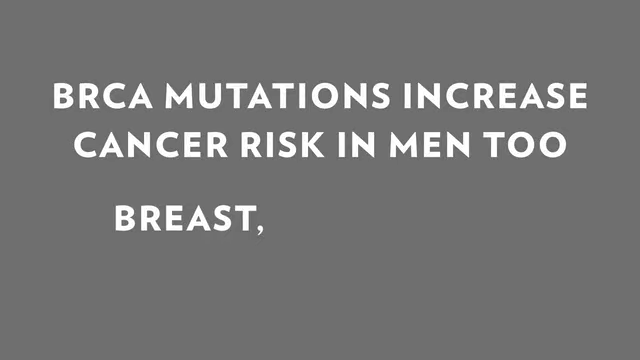 BRCA MUTATIONS INCREASE
CANCER RISK IN MEN TOO
BREAST,